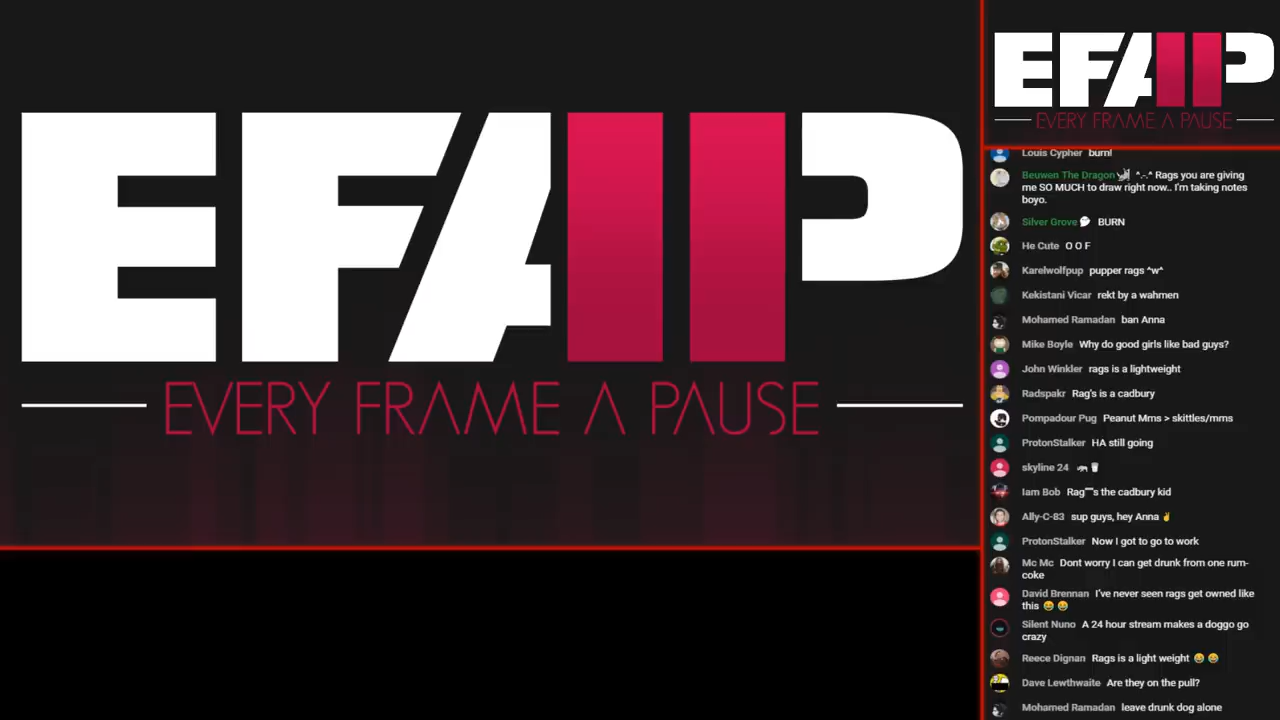 EFAP
EVERY FRAME A PAUSE
EFAP
EVERY FRAME A PAUSE
Louis Cypher burn!
Beuwen The Dragon ^.-.^ Rags you are giving
me SO MUCH to draw right now.. I'm taking notes
boyo.
Silver Grove BURN
He Cute O O F
Karelwolfpup pupper rags ^w^
Kekistani Vicar rekt by a wahmen
Mohamed Ramadan ban Anna
Mike Boyle Why do good girls like bad guys?
John Winkler rags is a lightweight
Radspakr Rag's is a cadbury
Pompadour Pug Peanut Mms > skittles/mms
ProtonStalker HA still going
skyline 24
Iam Bob Rag""s the cadbury kid
Ally-C-83 sup guys, hey Anna ✌
ProtonStalker Now I got to go to work
Mc Mc Dont worry I can get drunk from one rum-
coke
David Brennan I've never seen rags get owned like
this 😂 😂
Silent Nuno A 24 hour stream makes a doggo go
crazy
Reece Dignan Rags is a light weight 😂 😂
Dave Lewthwaite Are they on the pull?
Mohamed Ramadan leave drunk dog alone